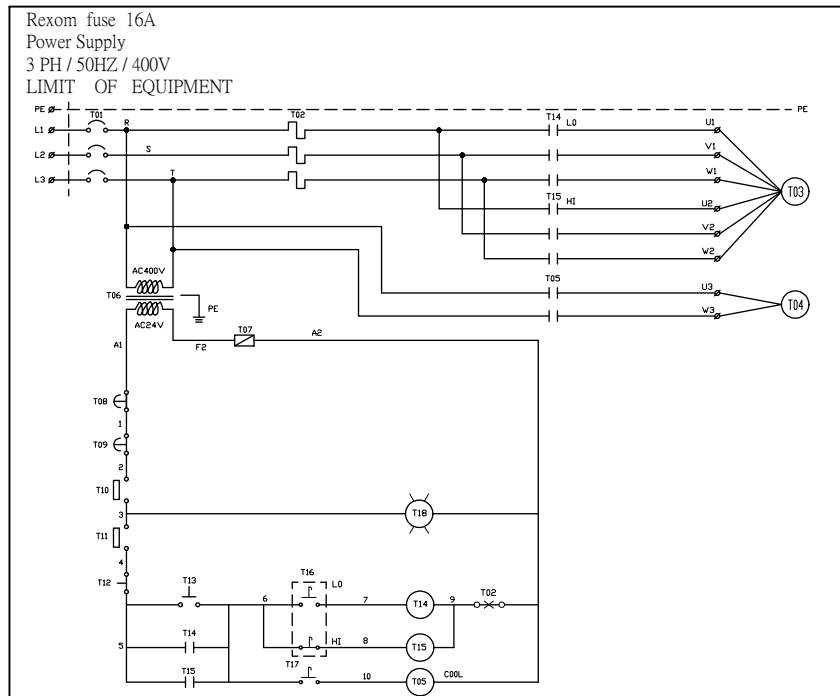 Rexom fuse 16A
Power Supply
3 PH / 50HZ / 400V
LIMIT OF EQUIPMENT
PE PE
L1 T01 R T02 T14 LO U1
L2 S V1
L3 T W1
T03
T15 HI U2
V2
W2
AC400V
T06 PE
AC24V
T05 U3
T04
W3
A1 F2 T07 A2
T08
1
T09
2
T10
3 T18
T11
4
T12 T13 T16 LO
6 7 T14 9 T02
5 T14 HI 8 T15
T15 T17 10 T05 COOL